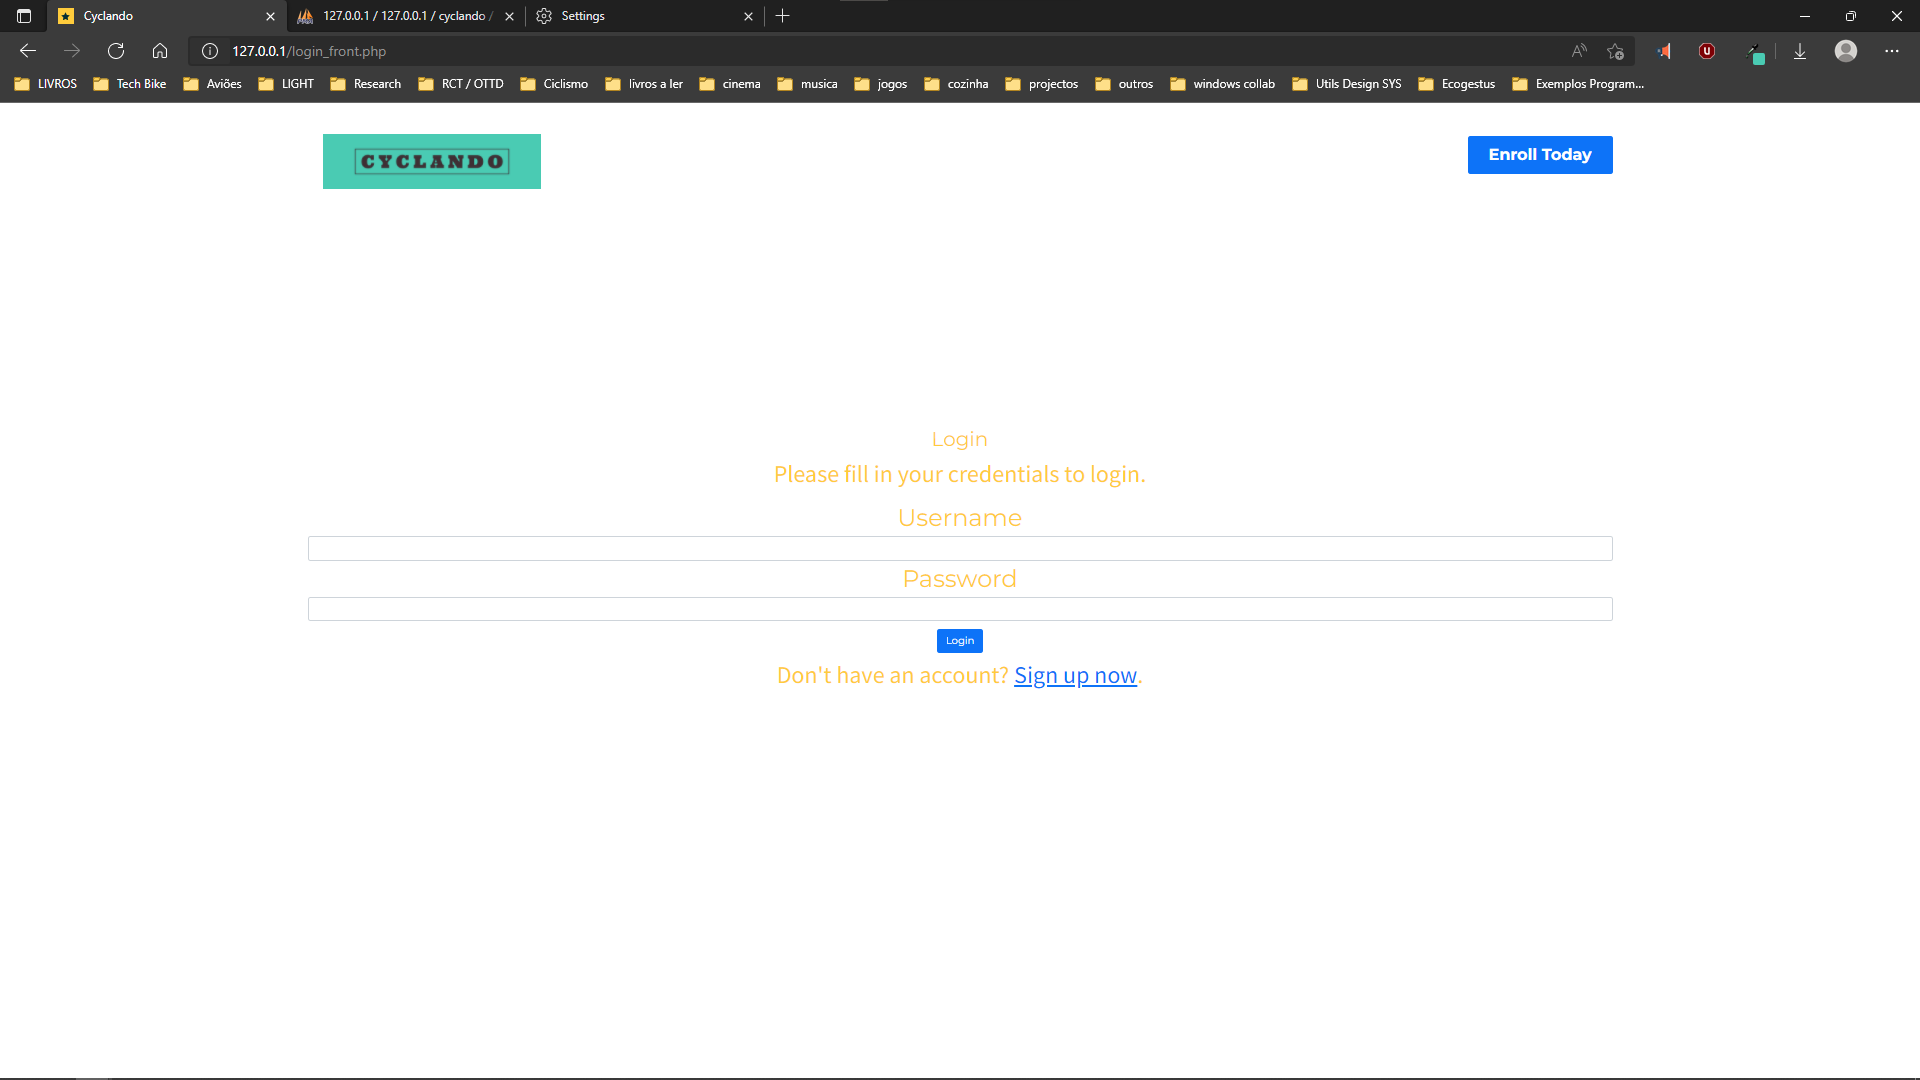 Cyclando
127.0.0.1 / 127.0.0.1 / cyclando /
Settings
127.0.0.1/login_front.php
LIVROS Tech Bike Aviões LIGHT Research RCT / OTTD Ciclismo livros a ler cinema musica jogos cozinha projectos outros windows collab Utils Design SYS Ecogestus Exemplos Program...
CYCLANDO
Enroll Today
Login
Please fill in your credentials to login.
Username
Password
Login
Don't have an account? Sign up now.